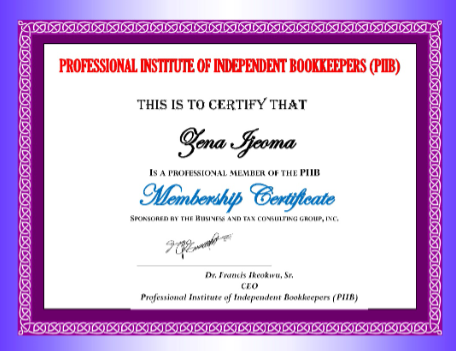 PROFESSIONAL INSTITUTE OF INDEPENDENT BOOKKEEPERS (PIIB)
THIS IS TO CERTIFY THAT
Zena Ijeoma
IS A PROFESSIONAL MEMBER OF THE PIIB
Membership Certificate
SPONSORED BY THE BUSINESS AND TAX CONSULTING GROUP, INC.
Dr. Francis Ikeokwu, Sr.
CEO
Professional Institute of Independent Bookkeepers (PIIB)